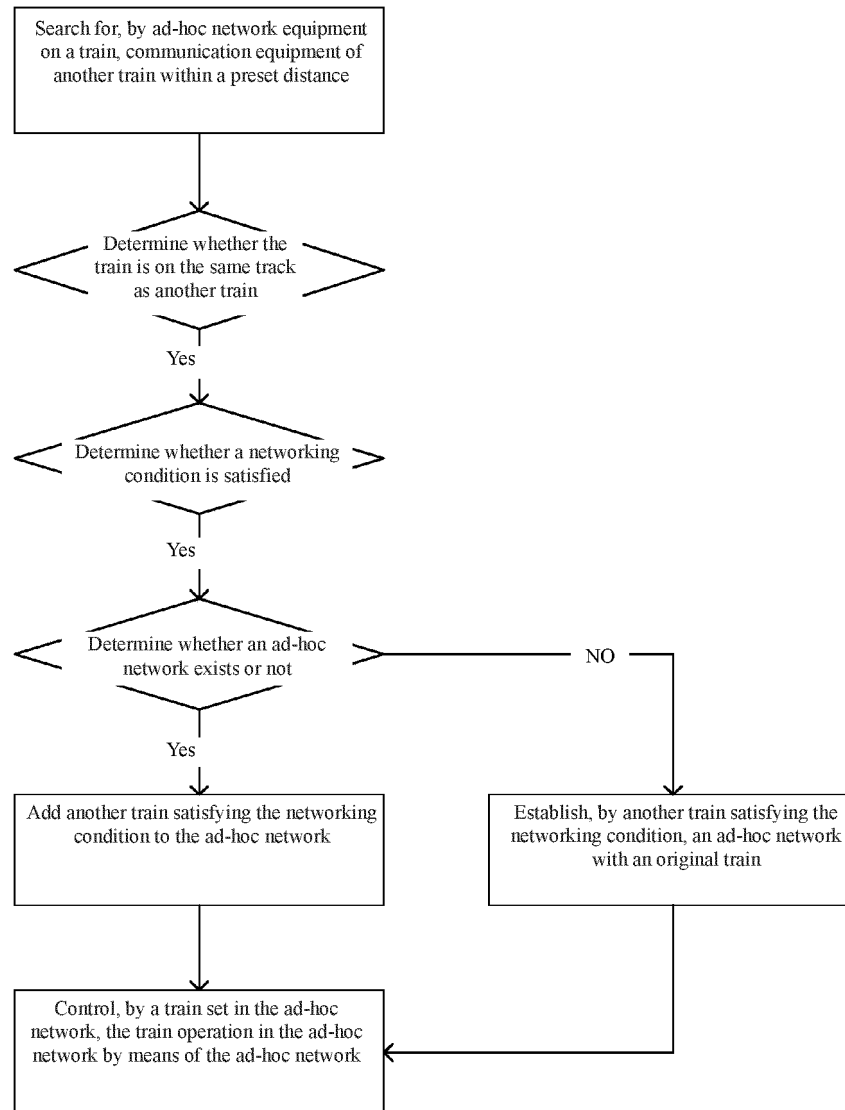 Search for, by ad-hoc network equipment
on a train, communication equipment of
another train within a preset distance
Determine whether the
train is on the same track
as another train
Yes
Determine whether a networking
condition is satisfied
Yes
Determine whether an ad-hoc
network exists or not
NO
Yes
Add another train satisfying the networking
condition to the ad-hoc network
Establish, by another train satisfying the
networking condition, an ad-hoc network
with an original train
Control, by a train set in the ad-hoc
network, the train operation in the ad-hoc
network by means of the ad-hoc network